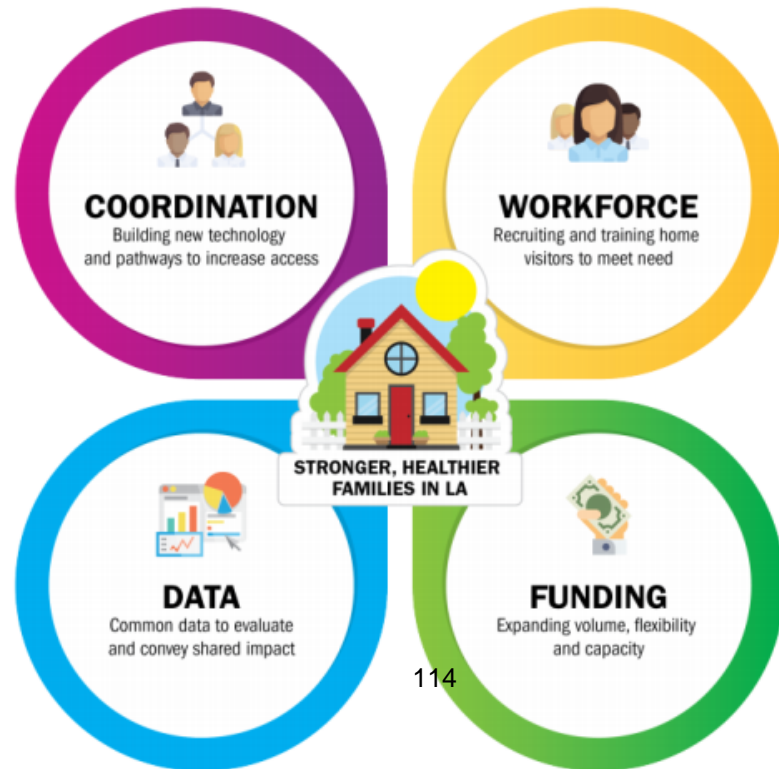 COORDINATION
Building new technology
and pathways to increase access
WORKFORCE
Recruiting and training home
visitors to meet need
STRONGER, HEALTHIER
FAMILIES IN LA
DATA
Common data to evaluate
and convey shared impact
FUNDING
Expanding volume, flexibility
and capacity
114